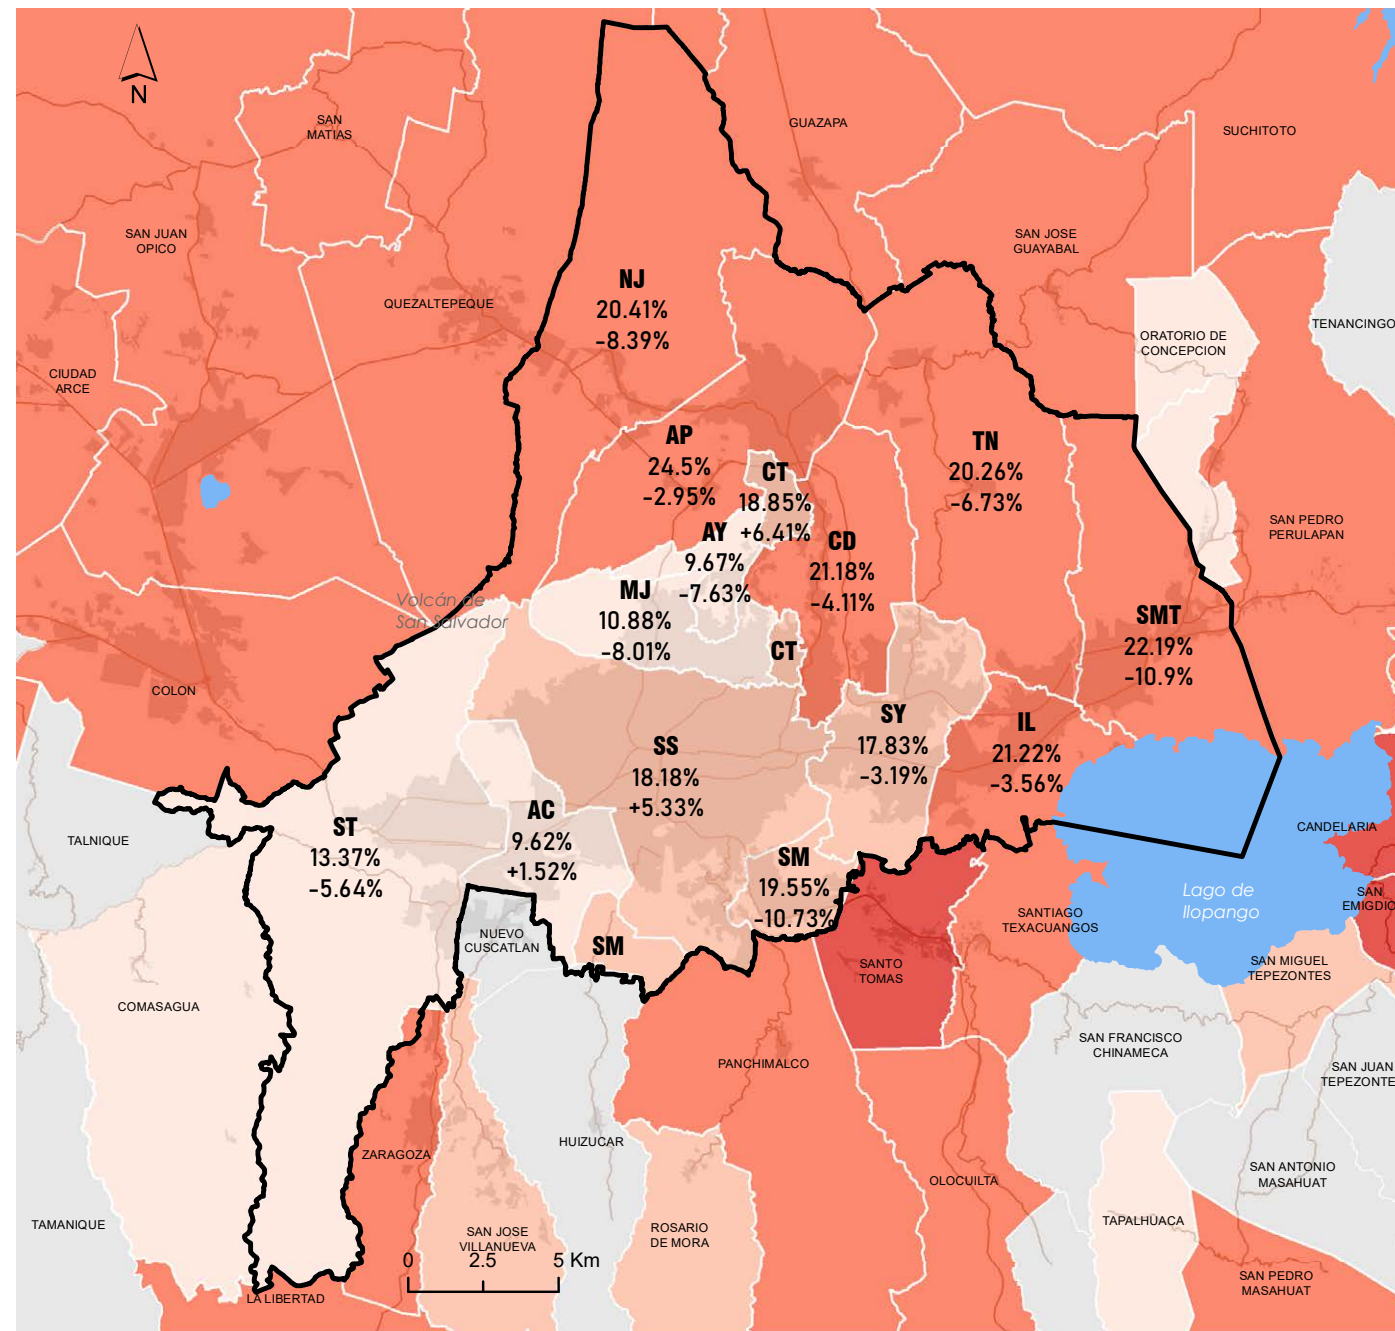 N
SAN
MATIAS
GUAZAPA
SUCHITOTO
SAN JUAN
OPICO
SAN JOSE
GUAYABAL
QUEZALTEPEQUE
NJ
20.41%
-8.39%
TENANCINGO
ORATORIO DE
CONCEPCION
CIUDAD
ARCE
AP
24.5%
-2.95%
TN
20.26%
-6.73%
CT
18.85%
+6.41%
SAN PEDRO
PERULAPAN
AY
9.67%
-7.63%
CD
21.18%
-4.11%
MJ
10.88%
-8.01%
Volcán de
San Salvador
SMT
22.19%
-10.9%
CT
COLON
SS
18.18%
+5.33%
SY
17.83%
-3.19%
IL
21.22%
-3.56%
TALNIQUE
ST
13.37%
-5.64%
AC
9.62%
+1.52%
CANDELARIA
SM
19.55%
-10.73%
SAN
EMIGDIO
Lago de
Ilopango
SANTIAGO
TEXACUANGOS
NUEVO
CUSCATLAN
SM
SANTO
TOMAS
SAN MIGUEL
TEPEZONTES
COMASAGUA
SAN FRANCISCO
CHINAMECA
PANCHIMALCO
SAN JUAN
TEPEZONTE
HUIZUCAR
ZARAGOZA
SAN ANTONIO
MASAHUAT
OLOCUILTA
TAMANIQUE
SAN JOSE
VILLANUEVA
ROSARIO
DE MORA
TAPALHUACA
0 2.5 5 Km
SAN PEDRO
MASAHUAT
LA LIBERTAD